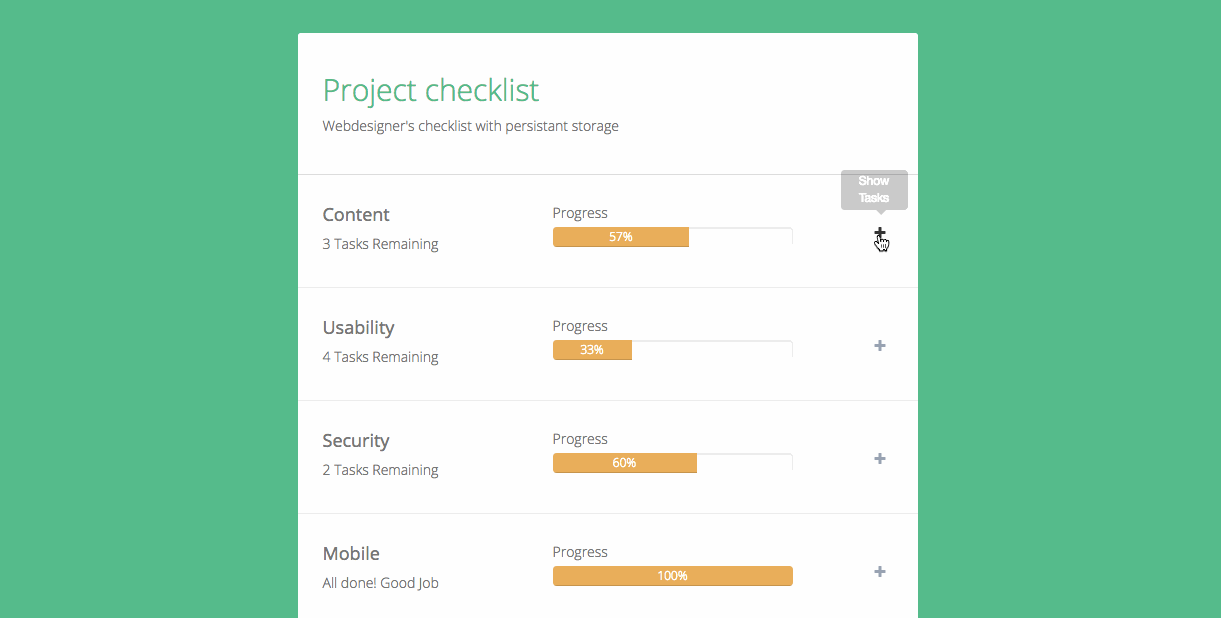 Project checklist
Webdesigner's checklist with persistant storage
Show
Tasks
Content
Progress
3 Tasks Remaining
57%
Usability
Progress
4 Tasks Remaining
33%
Security
Progress
2 Tasks Remaining
60%
Mobile
Progress
All done! Good Job
100%